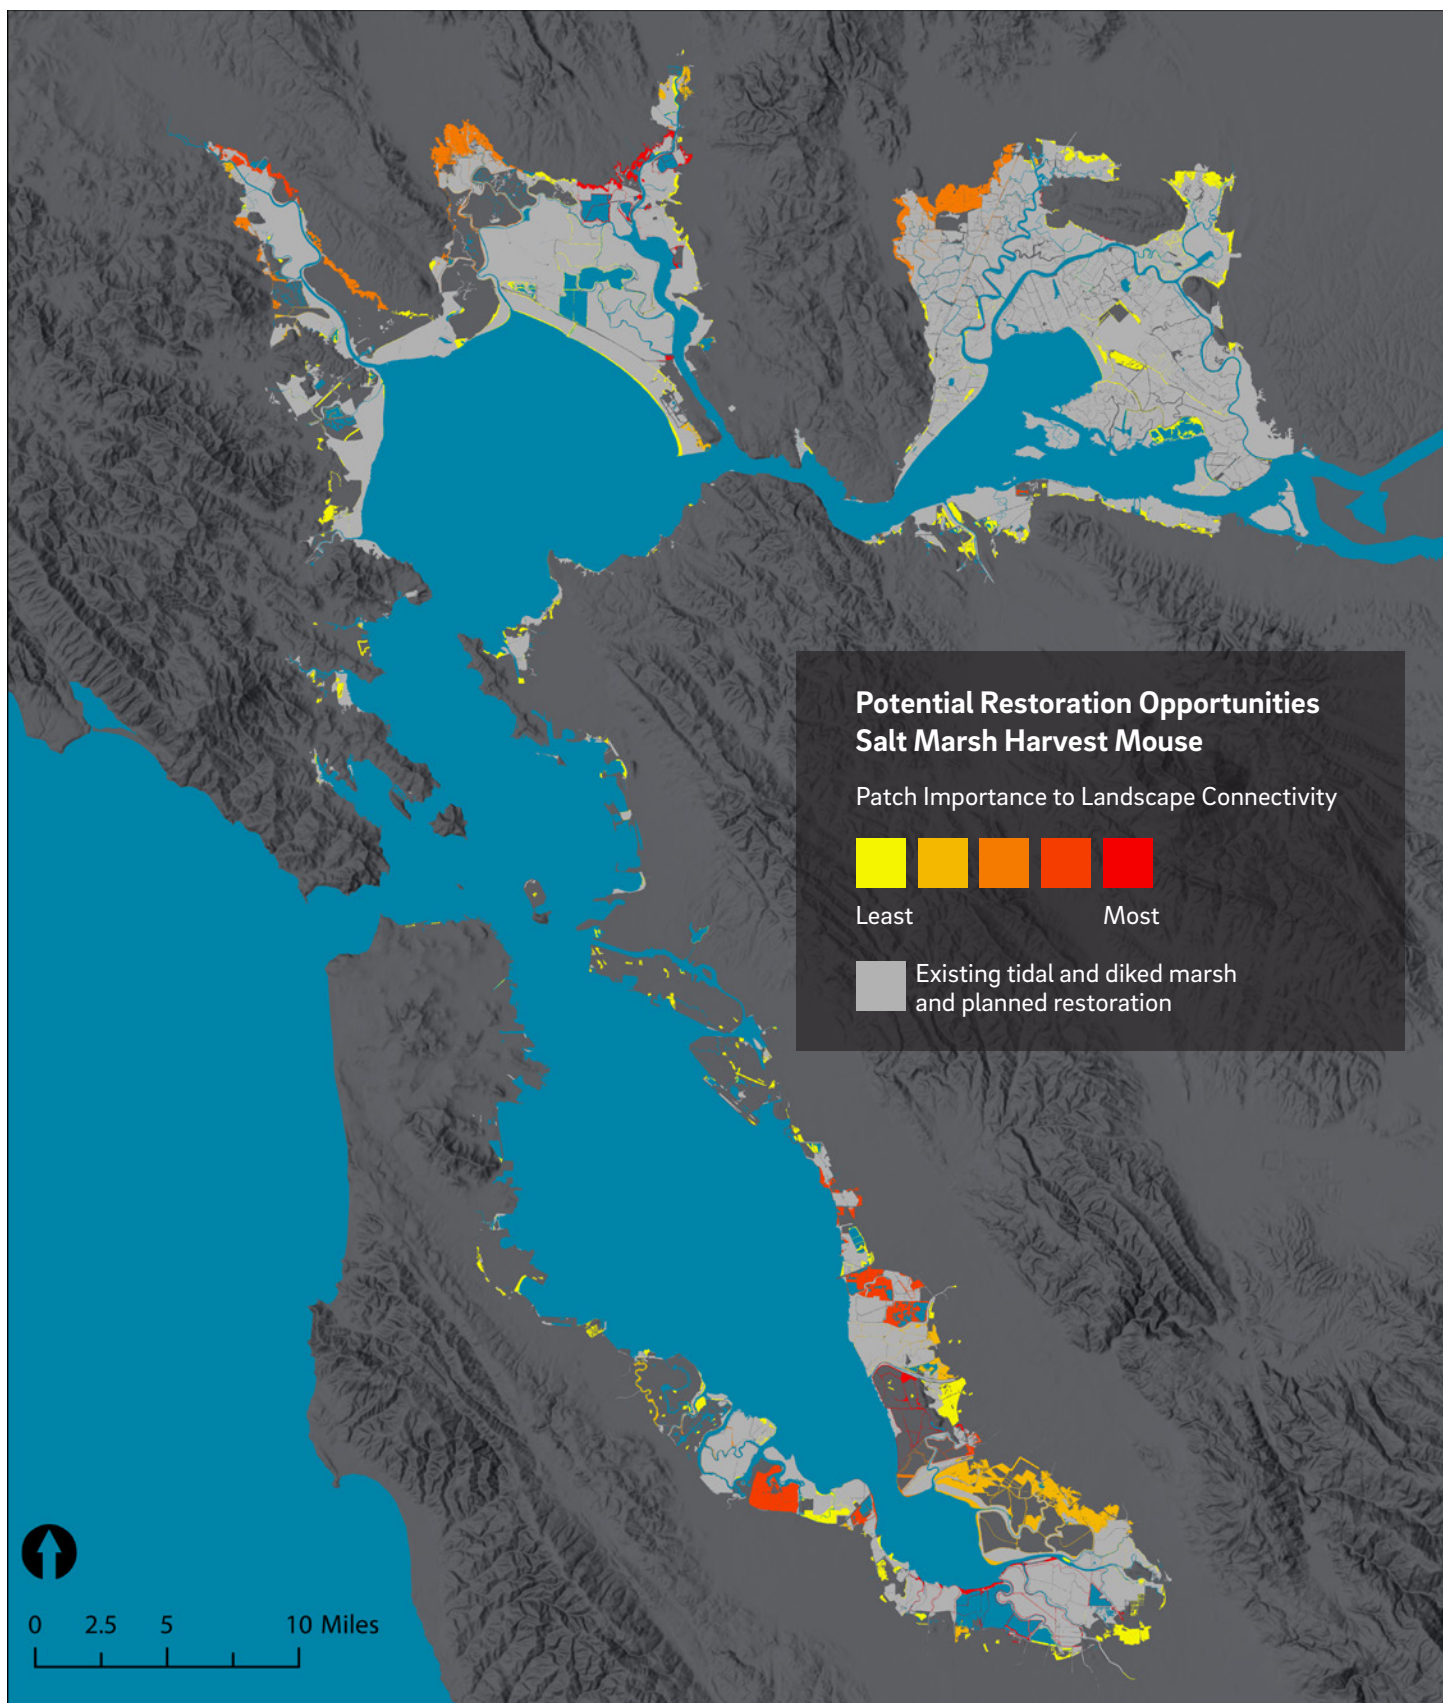 Potential Restoration Opportunities
Salt Marsh Harvest Mouse
Patch Importance to Landscape Connectivity
Least Most
Existing tidal and diked marsh
and planned restoration
0 2.5 5 10 Miles